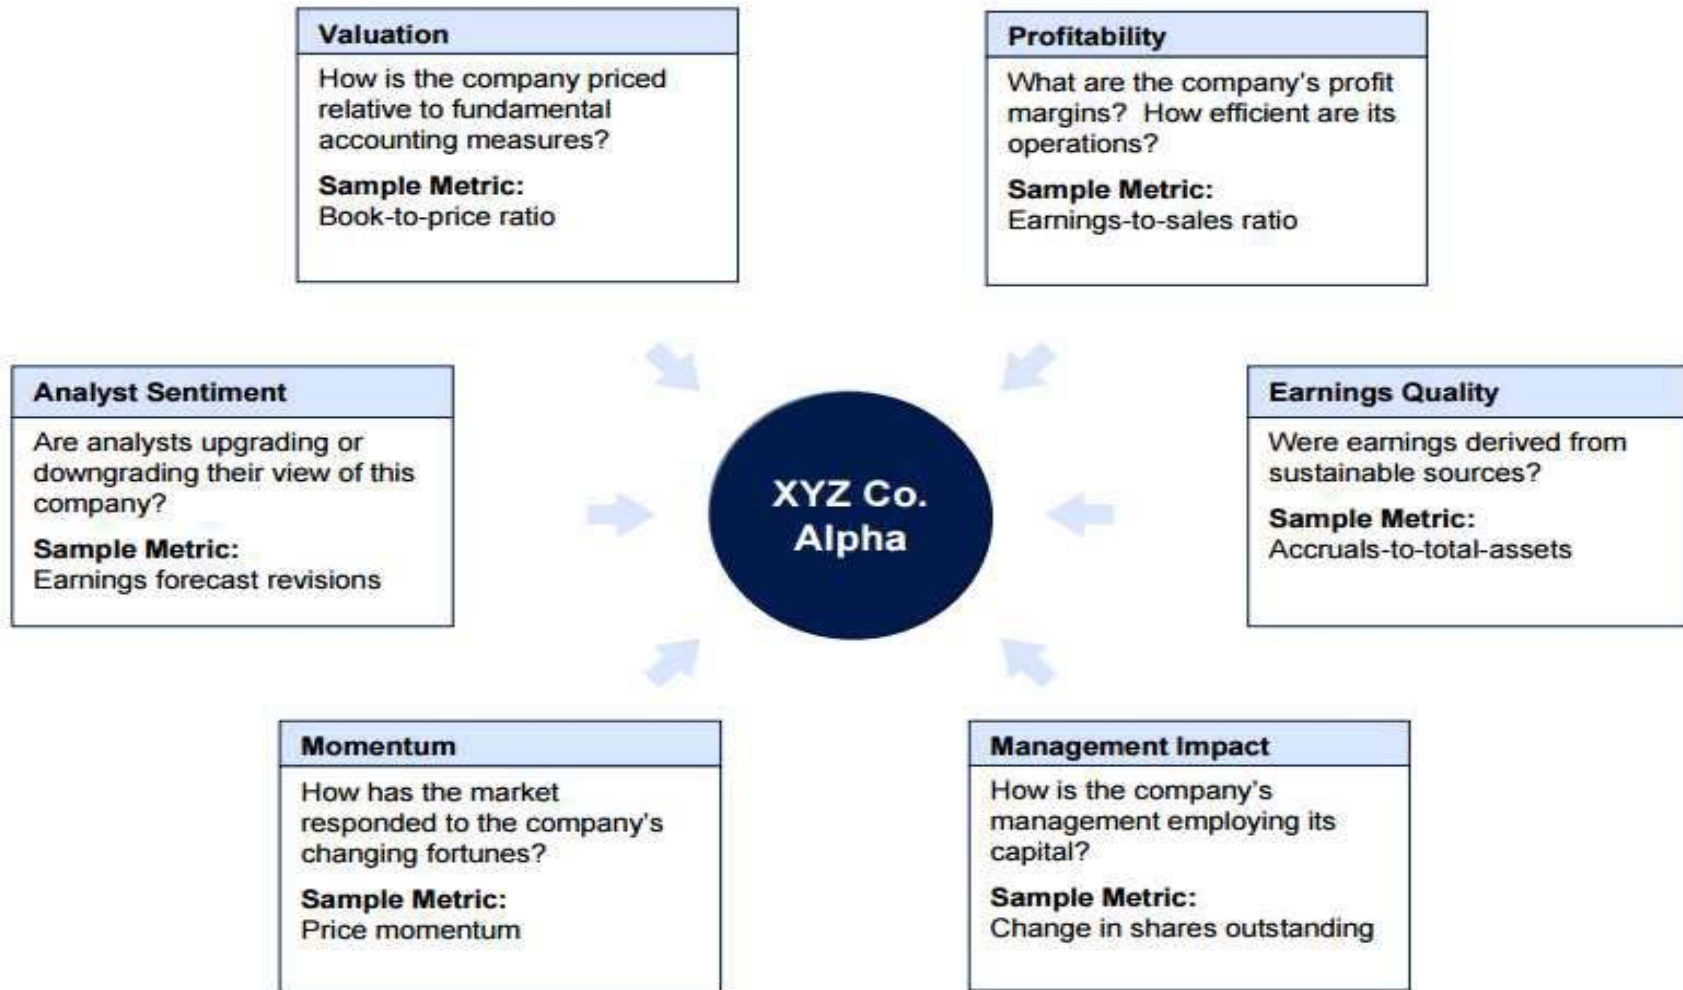 Valuation
How is the company priced
relative to fundamental
accounting measures?
Sample Metric:
Book-to-price ratio
Profitability
What are the company's profit
margins?  How efficient are its
operations?
Sample Metric:
Earnings-to-sales ratio
Analyst Sentiment
Are analysts upgrading or
downgrading their view of this
company?
Sample Metric:
Earnings forecast revisions
XYZ Co.
Alpha
Earnings Quality
Were earnings derived from
sustainable sources?
Sample Metric:
Accruals-to-total-assets
Momentum
How has the market
responded to the company's
changing fortunes?
Sample Metric:
Price momentum
Management Impact
How is the company's
management employing its
capital?
Sample Metric:
Change in shares outstanding